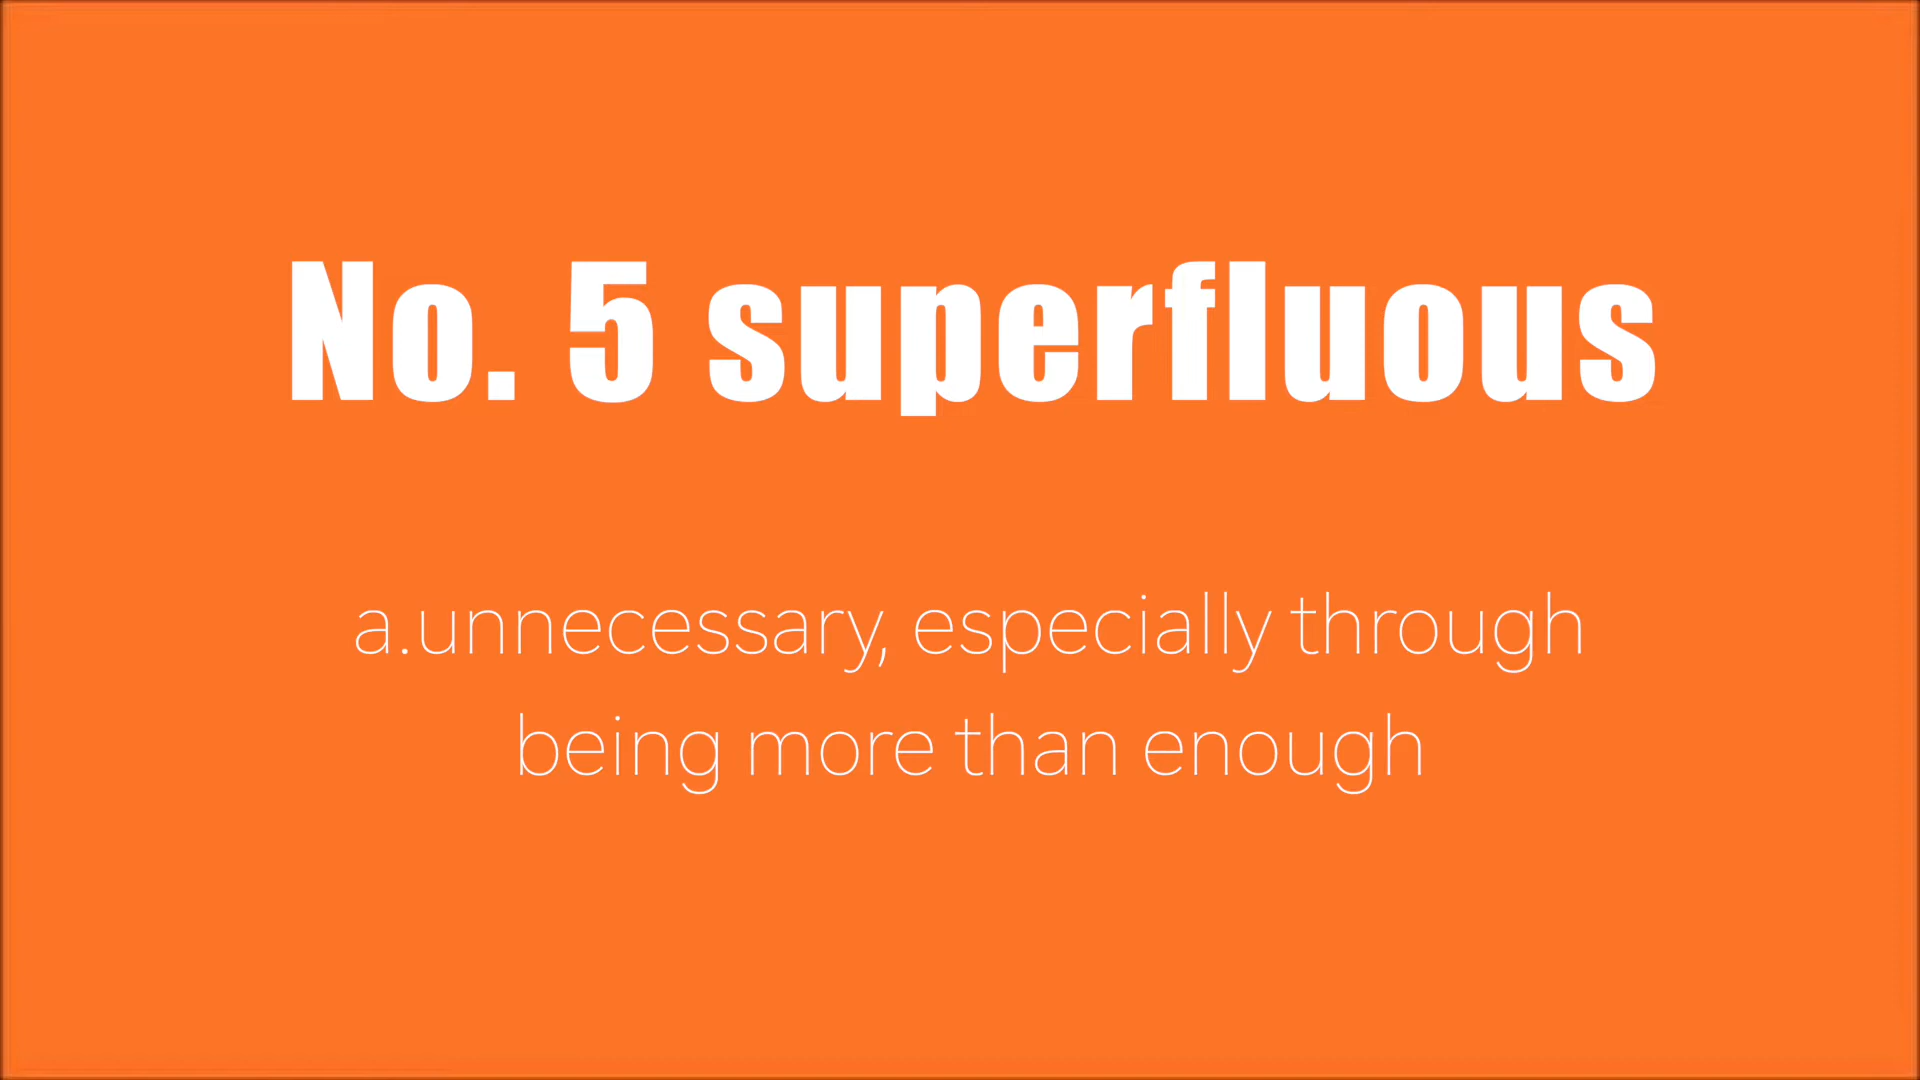 No. 5 superfluous
a.unnecessary, especially through
being more than enough